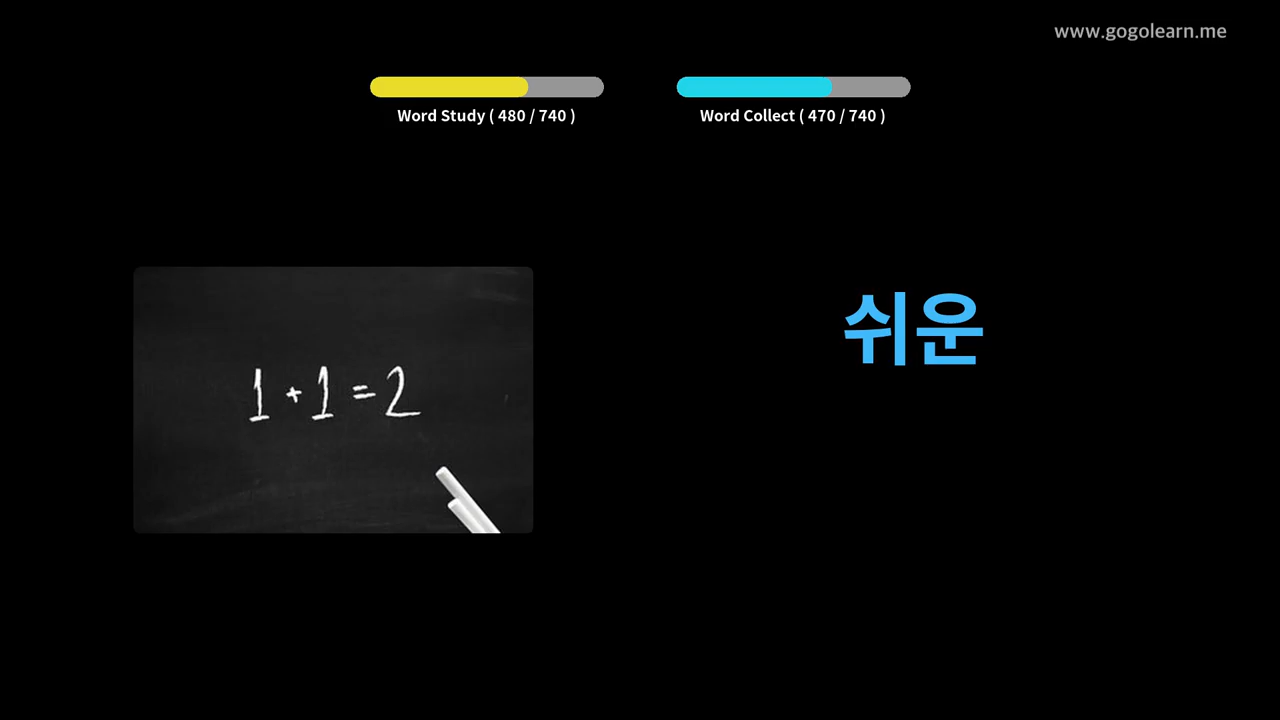 www.gogolearn.me
Word Study ( 480 / 740 )
Word Collect ( 470 / 740 )
1 + 1 = 2
쉬운